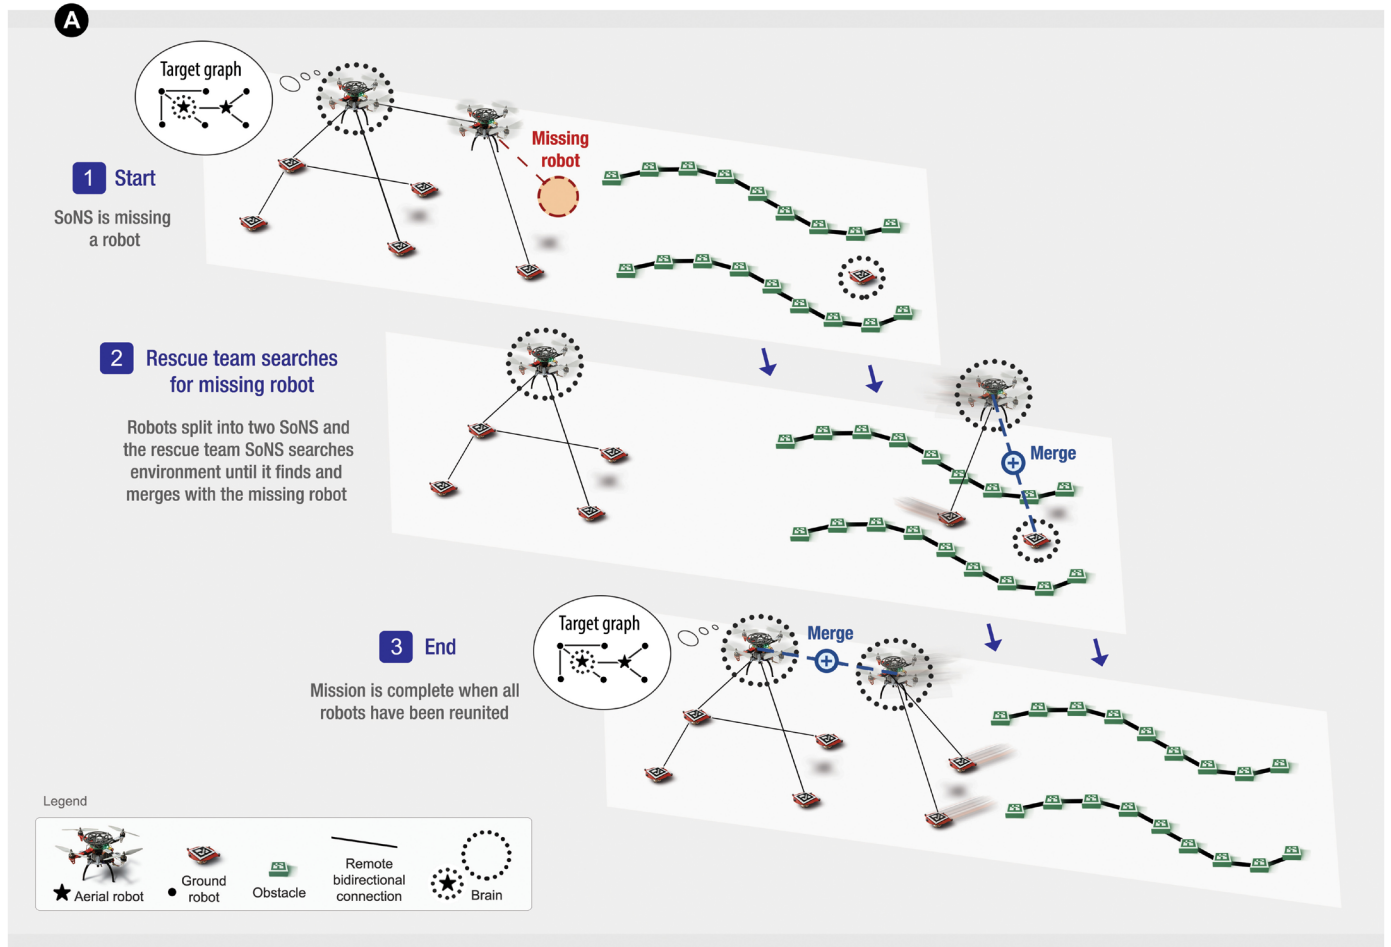 A
Target graph
Missing
robot
1 Start
SoNS is missing
a robot
2 Rescue team searches
for missing robot
Robots split into two SoNS and
the rescue team SoNS searches
environment until it finds and
merges with the missing robot
Merge
Target graph
Merge
3 End
Mission is complete when all
robots have been reunited
Legend
Aerial robot
Ground
robot
Obstacle
Remote
bidirectional
connection
Brain